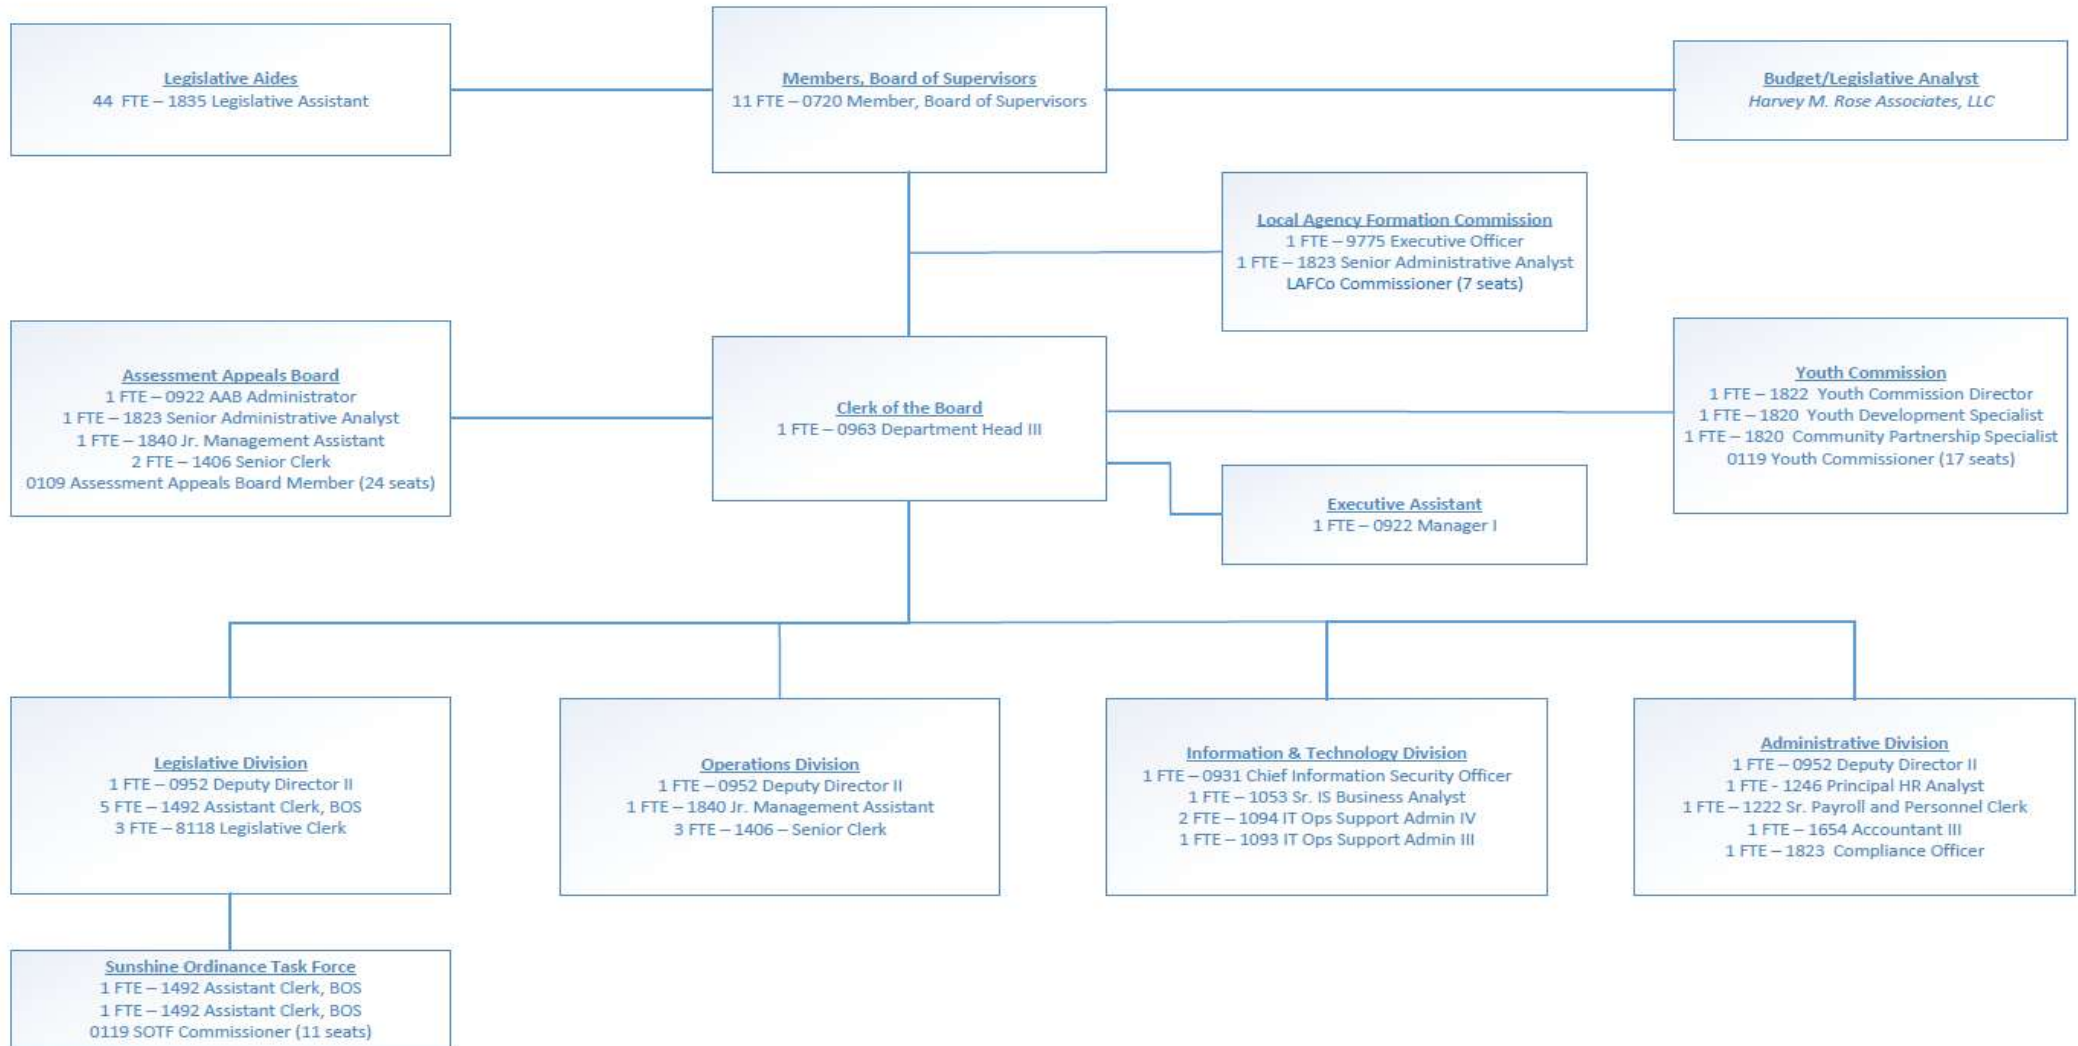 Legislative Aides
44 FTE – 1835 Legislative Assistant
Members, Board of Supervisors
11 FTE – 0720 Member, Board of Supervisors
Budget/Legislative Analyst
Harvey M. Rose Associates, LLC
Local Agency Formation Commission
1 FTE – 9775 Executive Officer
1 FTE – 1823 Senior Administrative Analyst
LAFCo Commissioner (7 seats)
Assessment Appeals Board
1 FTE – 0922 AAB Administrator
1 FTE – 1823 Senior Administrative Analyst
1 FTE – 1840 Jr. Management Assistant
2 FTE – 1406 Senior Clerk
0109 Assessment Appeals Board Member (24 seats)
Clerk of the Board
1 FTE – 0963 Department Head III
Youth Commission
1 FTE – 1822 Youth Commission Director
1 FTE – 1820 Youth Development Specialist
1 FTE – 1820 Community Partnership Specialist
0119 Youth Commissioner (17 seats)
Executive Assistant
1 FTE – 0922 Manager I
Legislative Division
1 FTE – 0952 Deputy Director II
5 FTE – 1492 Assistant Clerk, BOS
3 FTE – 8118 Legislative Clerk
Operations Division
1 FTE – 0952 Deputy Director II
1 FTE – 1840 Jr. Management Assistant
3 FTE – 1406 – Senior Clerk
Information & Technology Division
1 FTE – 0931 Chief Information Security Officer
1 FTE – 1053 Sr. IS Business Analyst
2 FTE – 1094 IT Ops Support Admin IV
1 FTE – 1093 IT Ops Support Admin III
Administrative Division
1 FTE – 0952 Deputy Director II
1 FTE - 1246 Principal HR Analyst
1 FTE – 1222 Sr. Payroll and Personnel Clerk
1 FTE – 1654 Accountant III
1 FTE – 1823 Compliance Officer
Sunshine Ordinance Task Force
1 FTE – 1492 Assistant Clerk, BOS
1 FTE – 1492 Assistant Clerk, BOS
0119 SOTF Commissioner (11 seats)